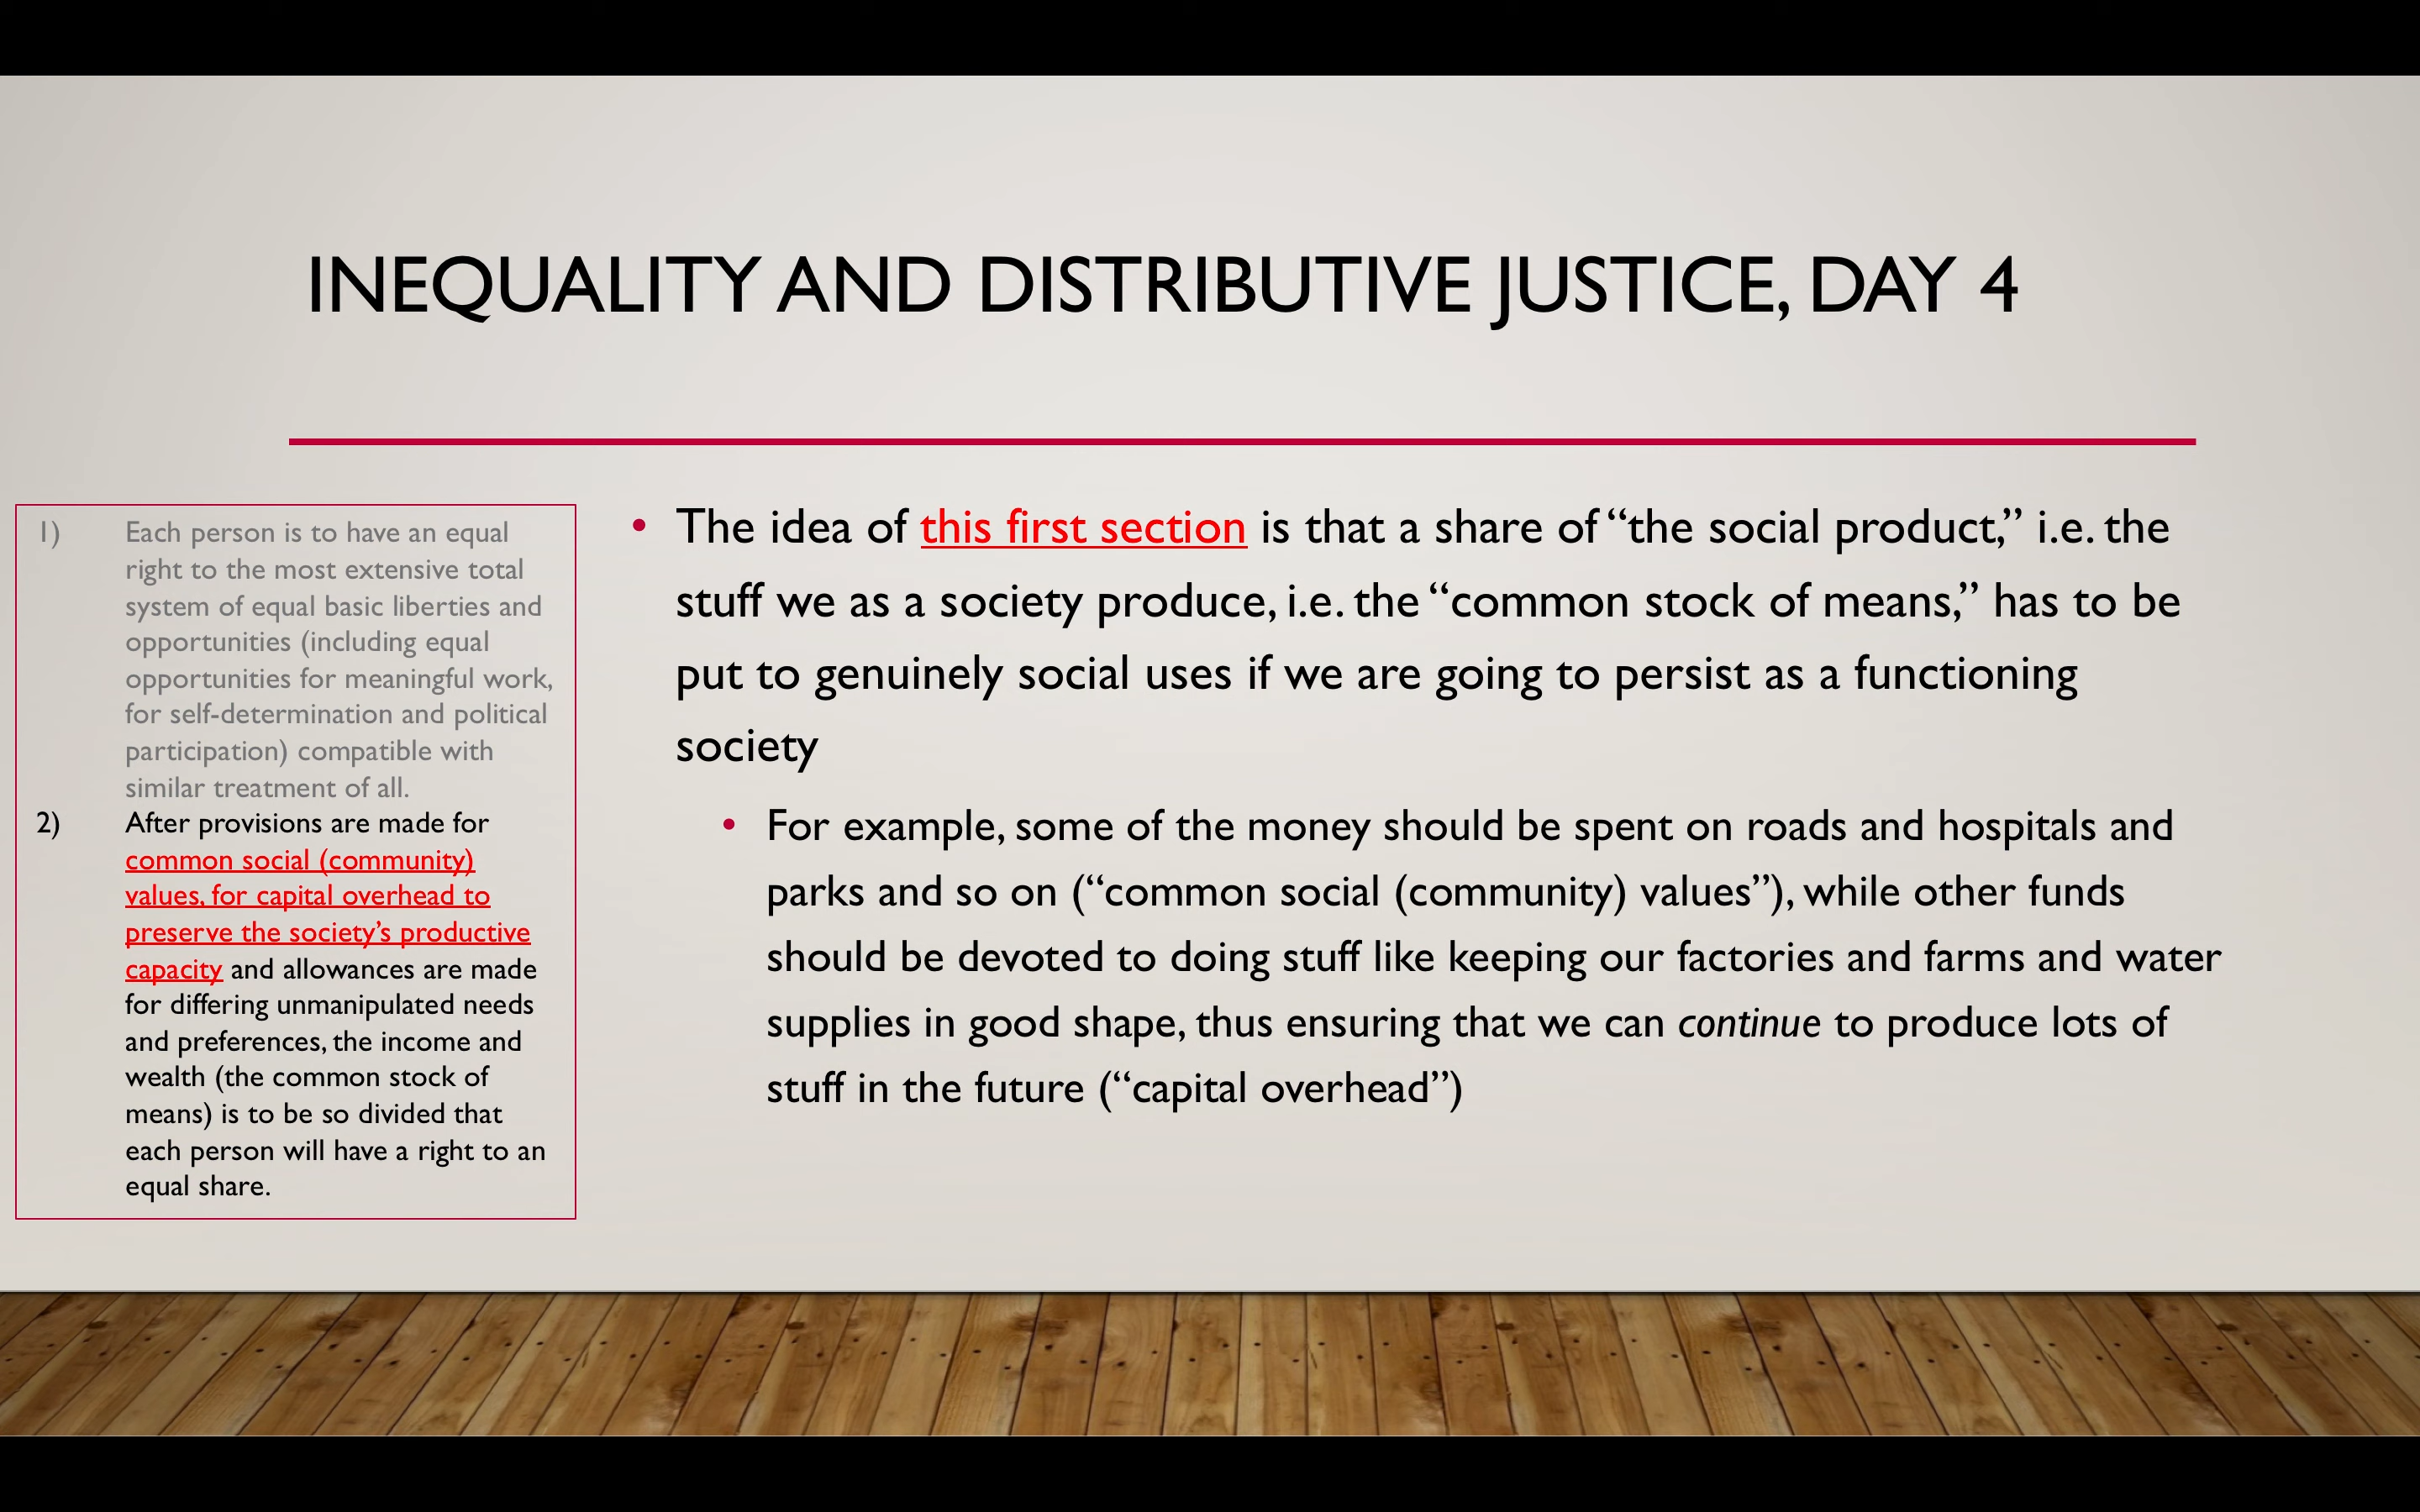 INEQUALITY AND DISTRIBUTIVE JUSTICE, DAY 4
1) Each person is to have an equal
right to the most extensive total
system of equal basic liberties and
opportunities (including equal
opportunities for meaningful work,
for self-determination and political
participation) compatible with
similar treatment of all.
2) After provisions are made for
common social (community)
values, for capital overhead to
preserve the society’s productive
capacity and allowances are made
for differing unmanipulated needs
and preferences, the income and
wealth (the common stock of
means) is to be so divided that
each person will have a right to an
equal share.
• The idea of this first section is that a share of “the social product,” i.e. the
stuff we as a society produce, i.e. the “common stock of means,” has to be
put to genuinely social uses if we are going to persist as a functioning
society
• For example, some of the money should be spent on roads and hospitals and
parks and so on (“common social (community) values”), while other funds
should be devoted to doing stuff like keeping our factories and farms and water
supplies in good shape, thus ensuring that we can continue to produce lots of
stuff in the future (“capital overhead”)